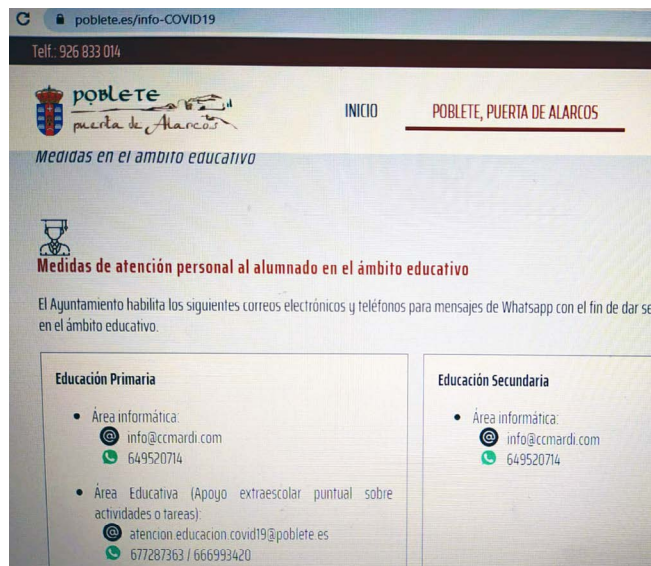 poblete.es/info-COVID19
Telf.: 926 833 014
POBLETE
puerta de Alarcos
INICIO
POBLETE, PUERTA DE ALARCOS
Medidas en el ámbito educativo
Medidas de atención personal al alumnado en el ámbito educativo
El Ayuntamiento habilita los siguientes correos electrónicos y teléfonos para mensajes de Whatsapp con el fin de dar se
en el ámbito educativo.
Educación Primaria
• Área informática:
@ info@ccmardi.com
649520714
• Área Educativa (Apoyo extraescolar puntual sobre
actividades o tareas):
@ atencion.educacion.covid19@poblete.es
677287363 / 666993420
Educación Secundaria
• Área informática:
@ info@ccmardi.com
649520714